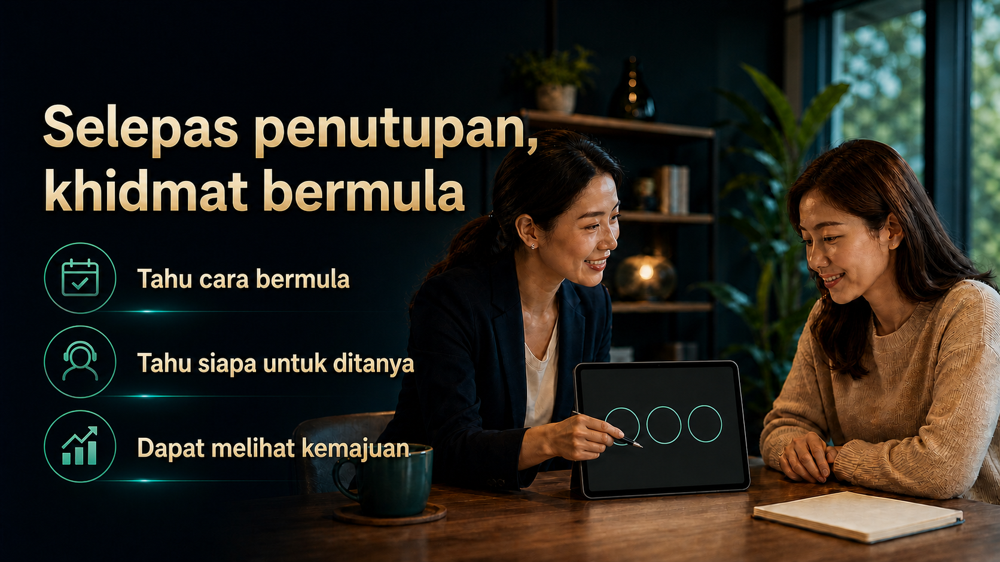 Selepas penutupan,
khidmat bermula
Tahu cara bermula
Tahu siapa untuk ditanya
Dapat melihat kemajuan